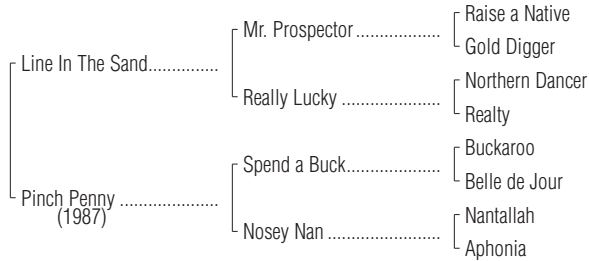 Raise a Native
Mr. Prospector ..................
Gold Digger
Line In The Sand...............
Northern Dancer
Really Lucky .....................
Realty
Buckaroo
Spend a Buck....................
Belle de Jour
Pinch Penny .....................
(1987)
Nantallah
Nosey Nan ........................
Aphonia